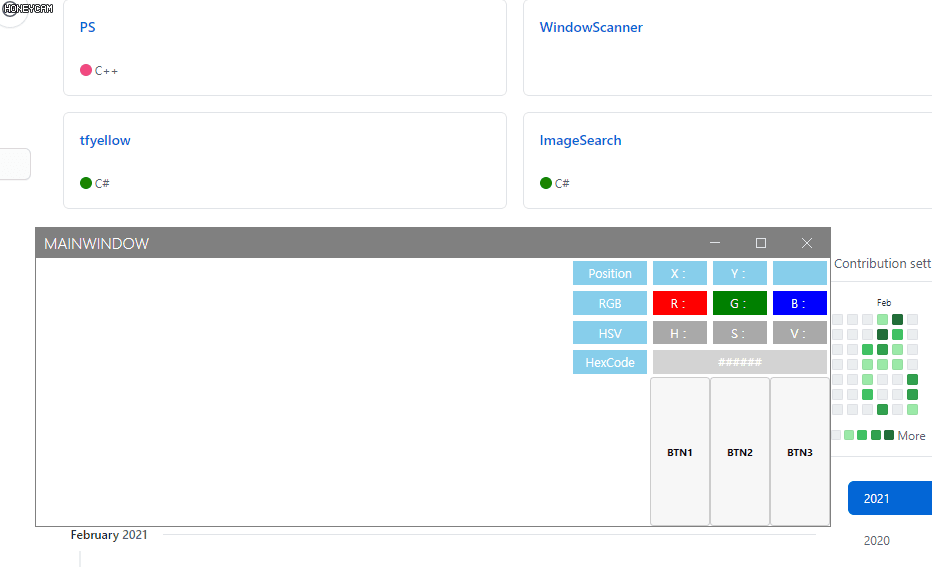 HONEYCAM
PS
C++
WindowScanner
tfyellow
C#
ImageSearch
C#
MAINWINDOW
Position X : Y :
RGB R : G : B :
HSV H : S : V :
HexCode ######
BTN1 BTN2 BTN3
Contribution sett
Feb
More
2021
2020
February 2021